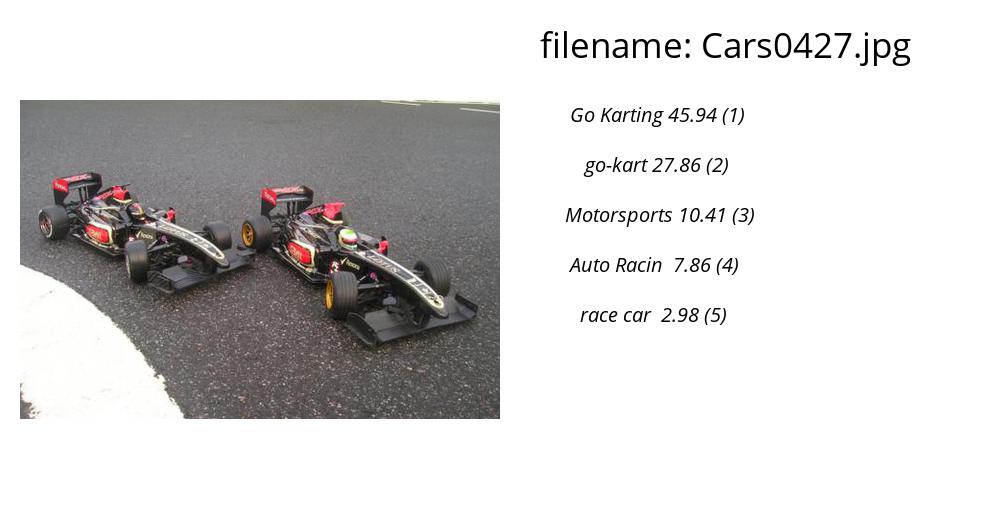 filename: Cars0427.jpg
Go Karting 45.94 (1)
go-kart 27.86 (2)
Motorsports 10.41 (3)
Auto Racin 7.86 (4)
race car 2.98 (5)